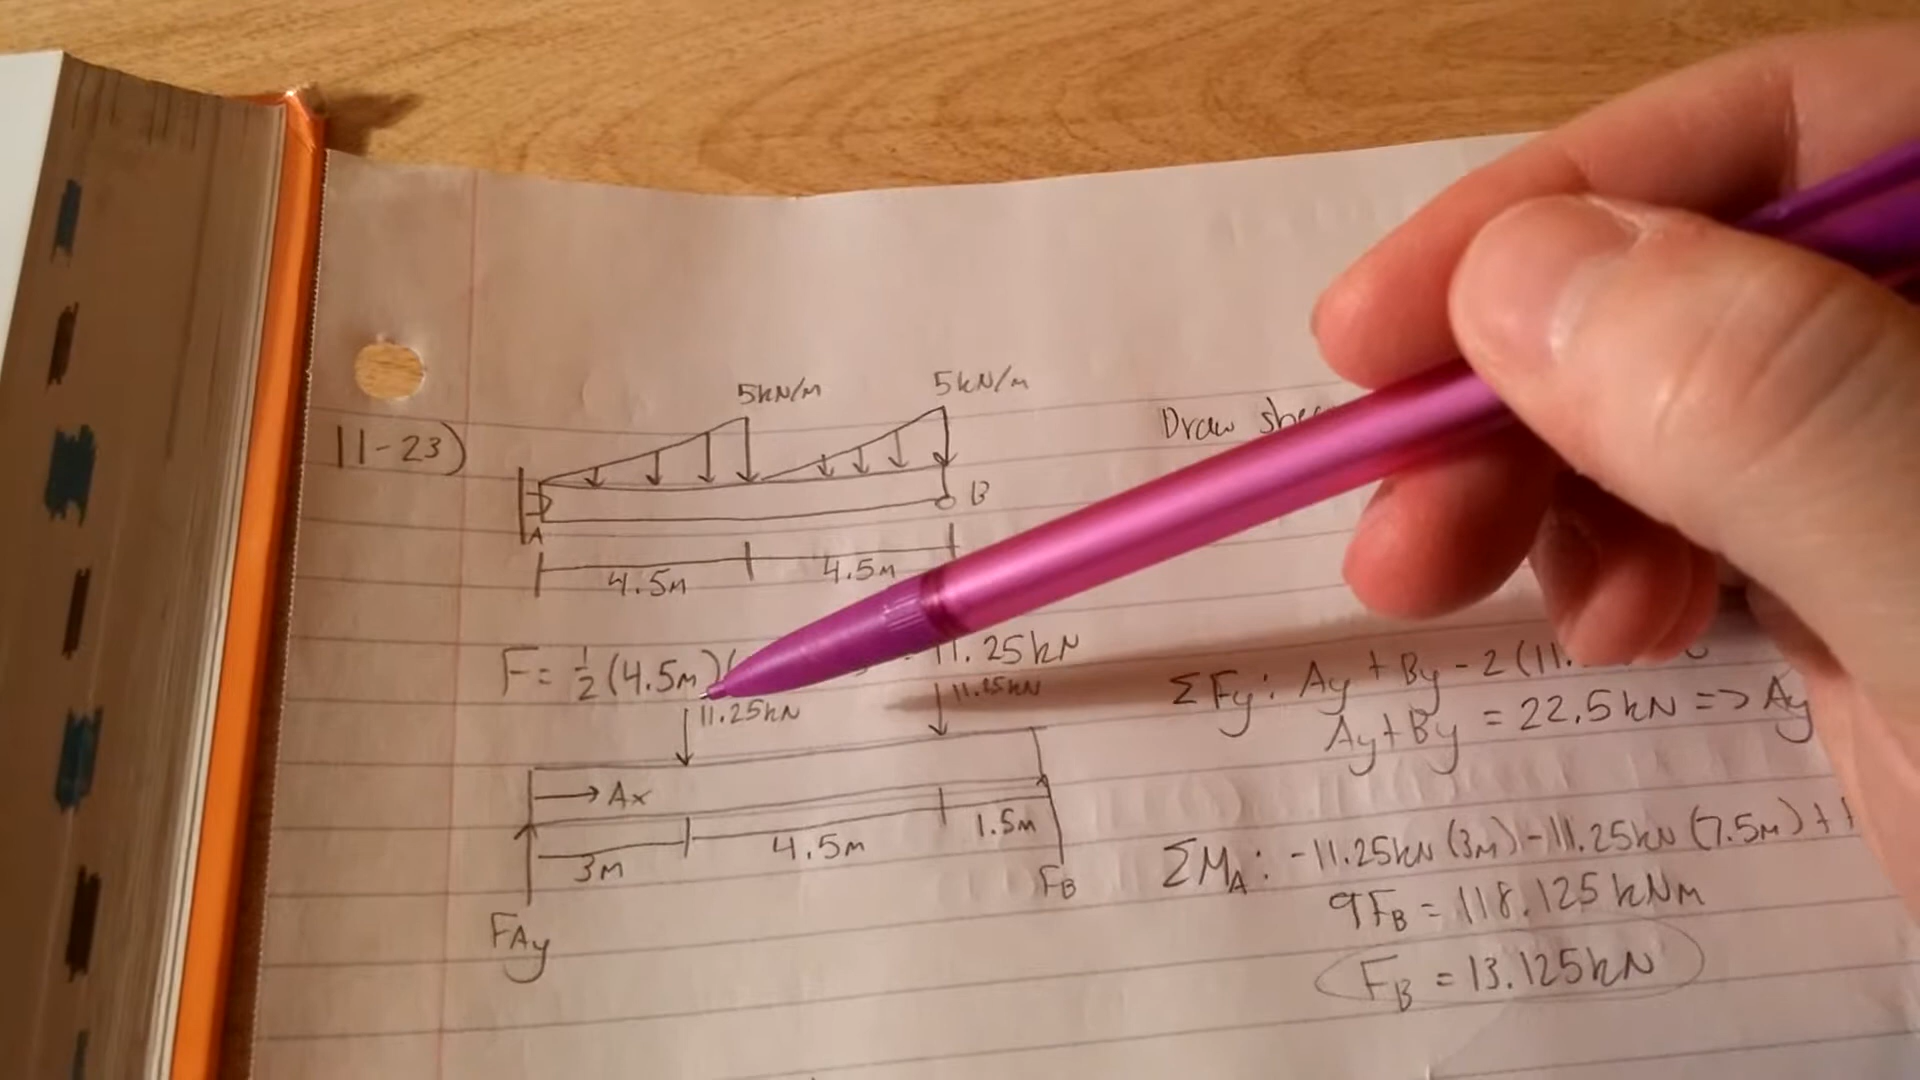 11-23)
5kN/m
5kN/m
Draw
A
B
4.5m
4.5m
F = ½(4.5m)( 11.25kN
11.25kN
11.25kN
Ax
3m
4.5m
1.5m
FAy
FB
ΣFy: Ay + By - 2(11.
Ay + By = 22.5kN => Ay
ΣMA: -11.25kN(3m) - 11.25kN(7.5m) +
9FB = 118.125 kNm
FB = 13.125kN